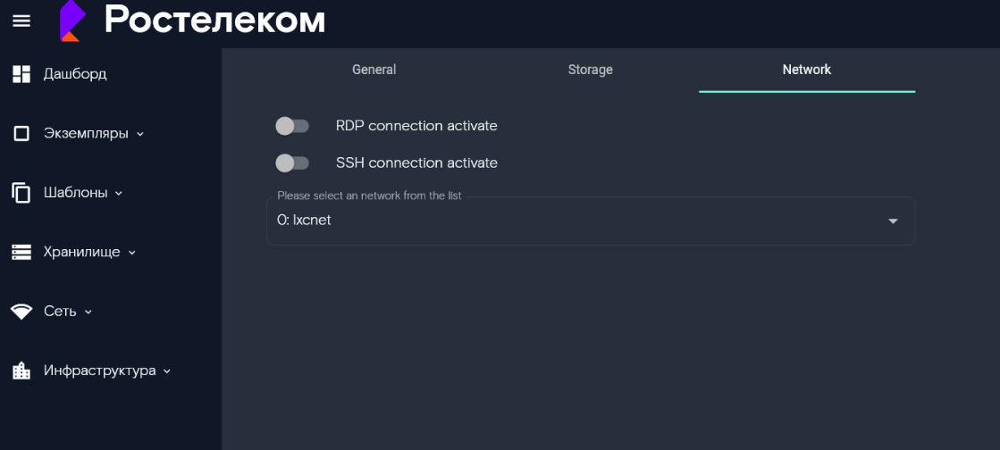 Ростелеком
Дашборд
Экземпляры
Шаблоны
Хранилище
Сеть
Инфраструктура
General
Storage
Network
RDP connection activate
SSH connection activate
Please select an network from the list
0: lxcnet